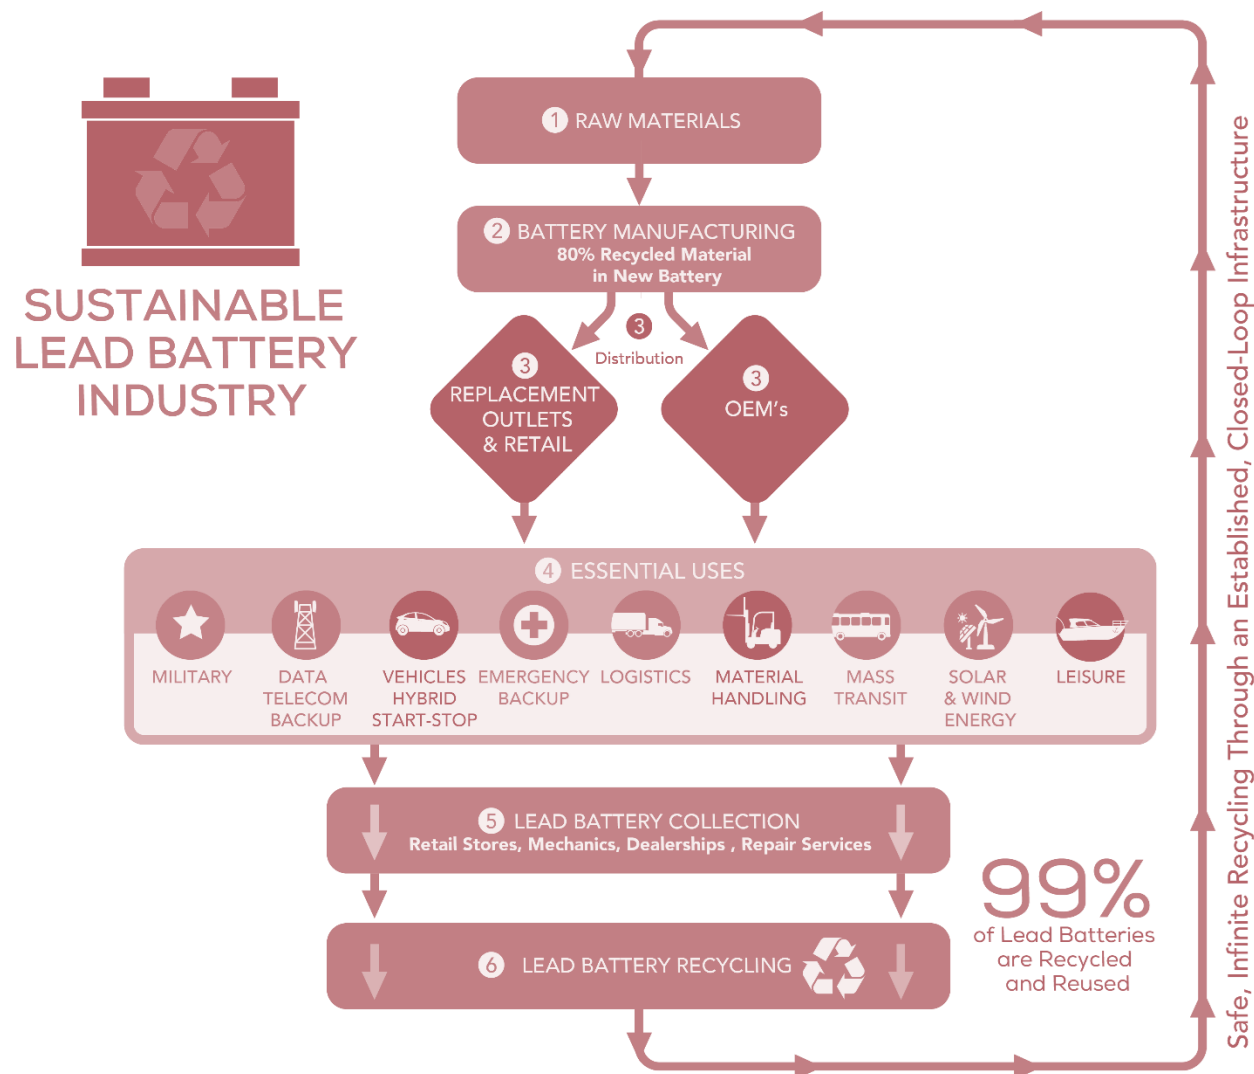 SUSTAINABLE
LEAD BATTERY
INDUSTRY
1 RAW MATERIALS
2 BATTERY MANUFACTURING
80% Recycled Material
in New Battery
3
Distribution
3
REPLACEMENT
OUTLETS
& RETAIL
3
OEM's
4 ESSENTIAL USES
MILITARY
DATA
TELECOM
BACKUP
VEHICLES
HYBRID
START-STOP
EMERGENCY
BACKUP
LOGISTICS
MATERIAL
HANDLING
MASS
TRANSIT
SOLAR
& WIND
ENERGY
LEISURE
5 LEAD BATTERY COLLECTION
Retail Stores, Mechanics, Dealerships , Repair Services
6 LEAD BATTERY RECYCLING
99%
of Lead Batteries
are Recycled
and Reused
Safe, Infinite Recycling Through an Established, Closed-Loop Infrastructure